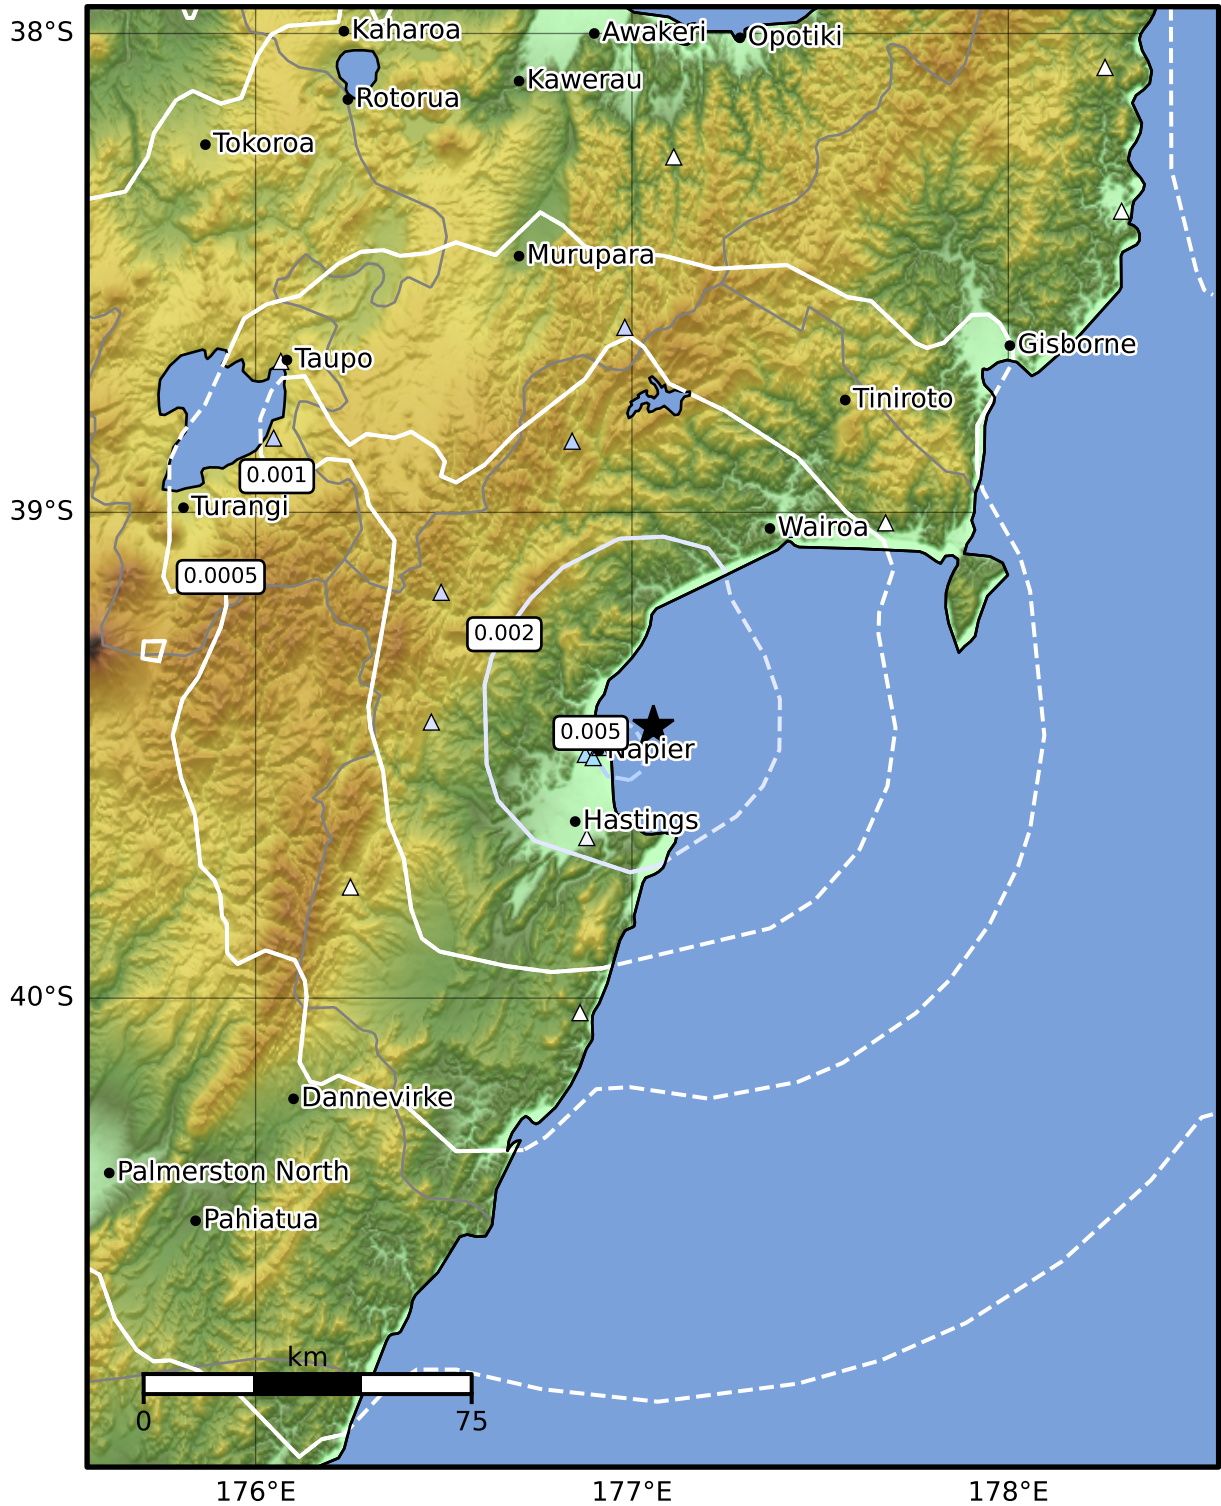 38°S
Kaharoa
Awakeri
Opotiki
Kawerau
Rotorua
Tokoroa
Murupara
Gisborne
Taupo
Tiniroto
0.001
Turangi
39°S
Wairoa
0.0005
0.002
0.005
Napier
Hastings
40°S
Dannevirke
Palmerston North
Pahiatua
km
0
75
176°E
177°E
178°E